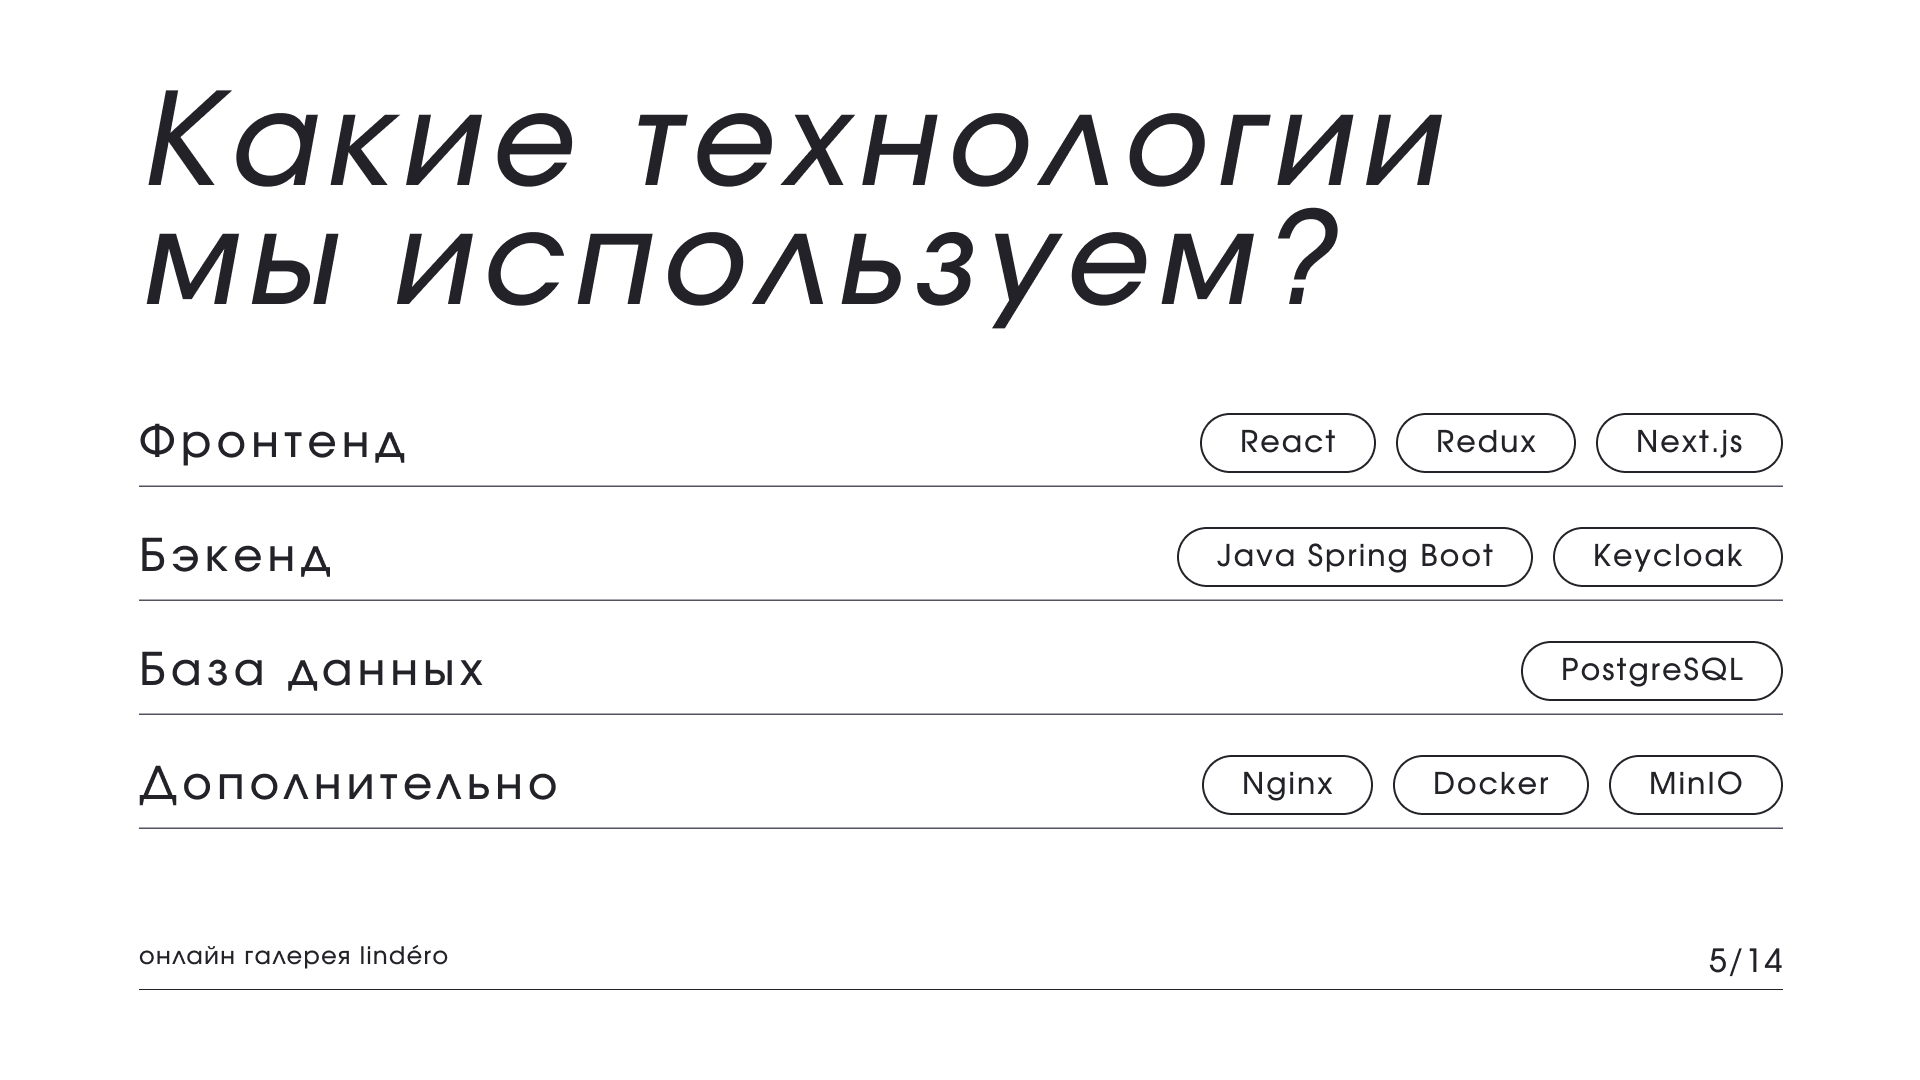 Какие технологии
мы используем?
Фронтенд React Redux Next.js
Бэкенд Java Spring Boot Keycloak
База данных PostgreSQL
Дополнительно Nginx Docker MinIO
онлайн галерея lindéro 5/14